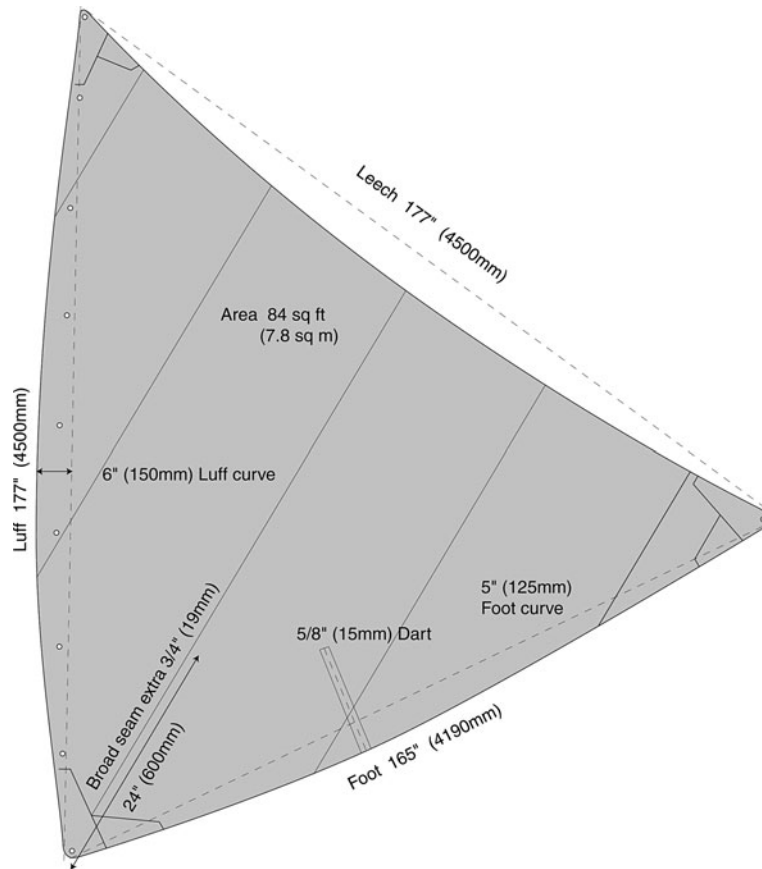 Leech 177" (4500mm)
Area 84 sq ft
(7.8 sq m)
Luff 177" (4500mm)
6" (150mm) Luff curve
5" (125mm)
Foot curve
5/8" (15mm) Dart
Broad seam extra 3/4" (19mm)
24" (600mm)
Foot 165" (4190mm)